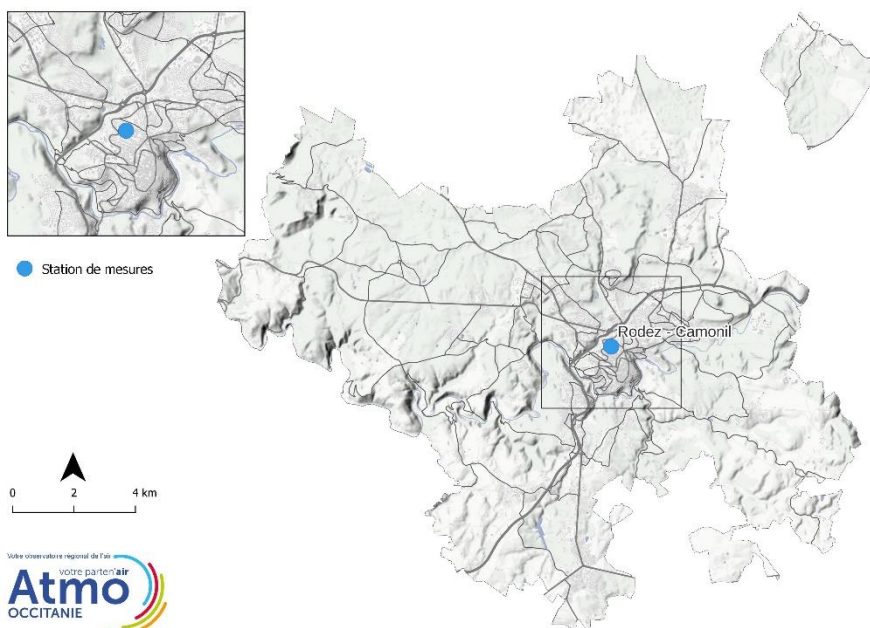 Station de mesures
Rodez - Camonil
0 2 4 km
Votre observatoire régional de l'air
votre parten'air
Atmo
OCCITANIE